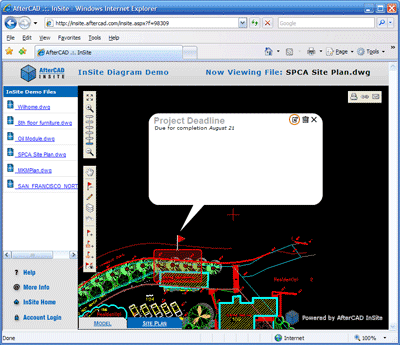 AfterCAD .:. InSite - Windows Internet Explorer
http://insite.aftercad.com/insite.aspx?f=98309
Google
File Edit View Favorites Tools Help
AfterCAD .:. InSite
Page Tools
AfterCAD
INSITE
InSite Diagram Demo
Now Viewing File: SPCA Site Plan.dwg
InSite Demo Files
Wilhome.dwg
8th floor furniture.dwg
Oil Module.dwg
SPCA Site Plan.dwg
MKMPlan.dwg
SAN_FRANCISCO_NORT
Project Deadline
Due for completion August 21
Help
More Info
InSite Home
Account Login
MODEL
SITE PLAN
Powered by AfterCAD InSite
Done
Internet
100%